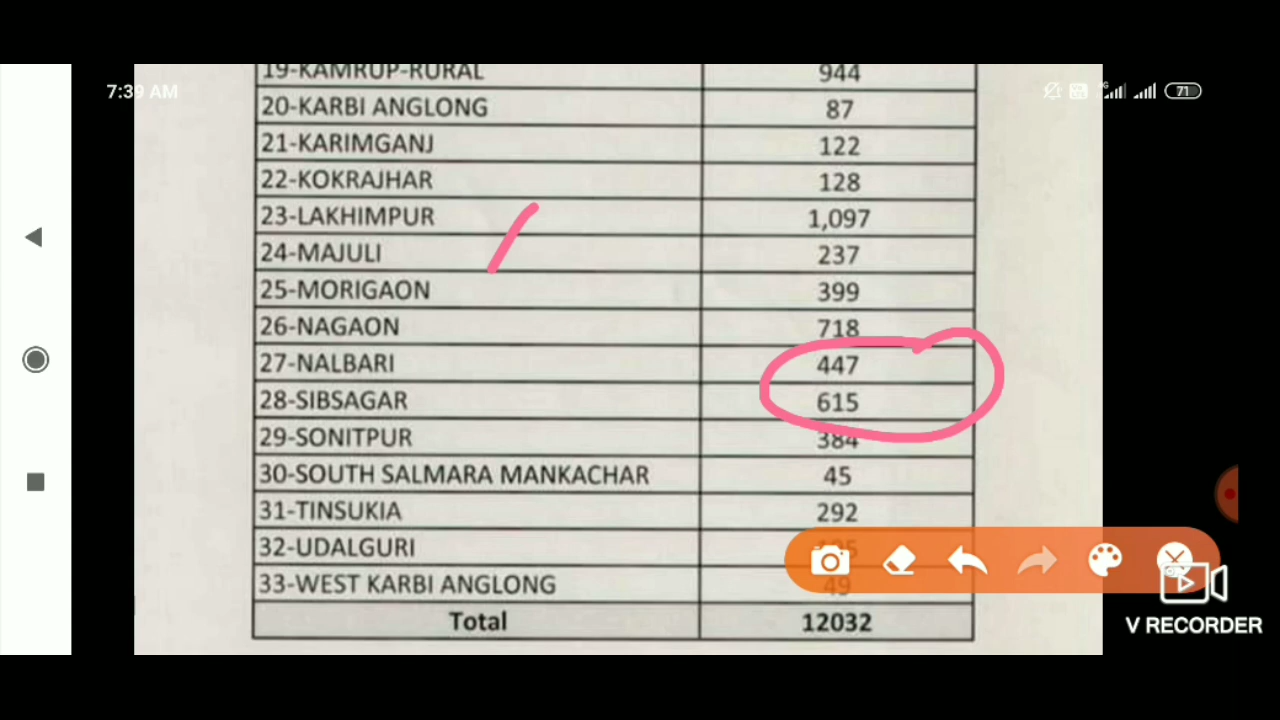 19-KAMRUP-RURAL 944
7:39 AM 71
20-KARBI ANGLONG 87
21-KARIMGANJ 122
22-KOKRAJHAR 128
23-LAKHIMPUR 1,097
24-MAJULI 237
25-MORIGAON 399
26-NAGAON 718
27-NALBARI 447
28-SIBSAGAR 615
29-SONITPUR 384
30-SOUTH SALMARA MANKACHAR 45
31-TINSUKIA 292
32-UDALGURI
33-WEST KARBI ANGLONG 49
Total 12032
V RECORDER